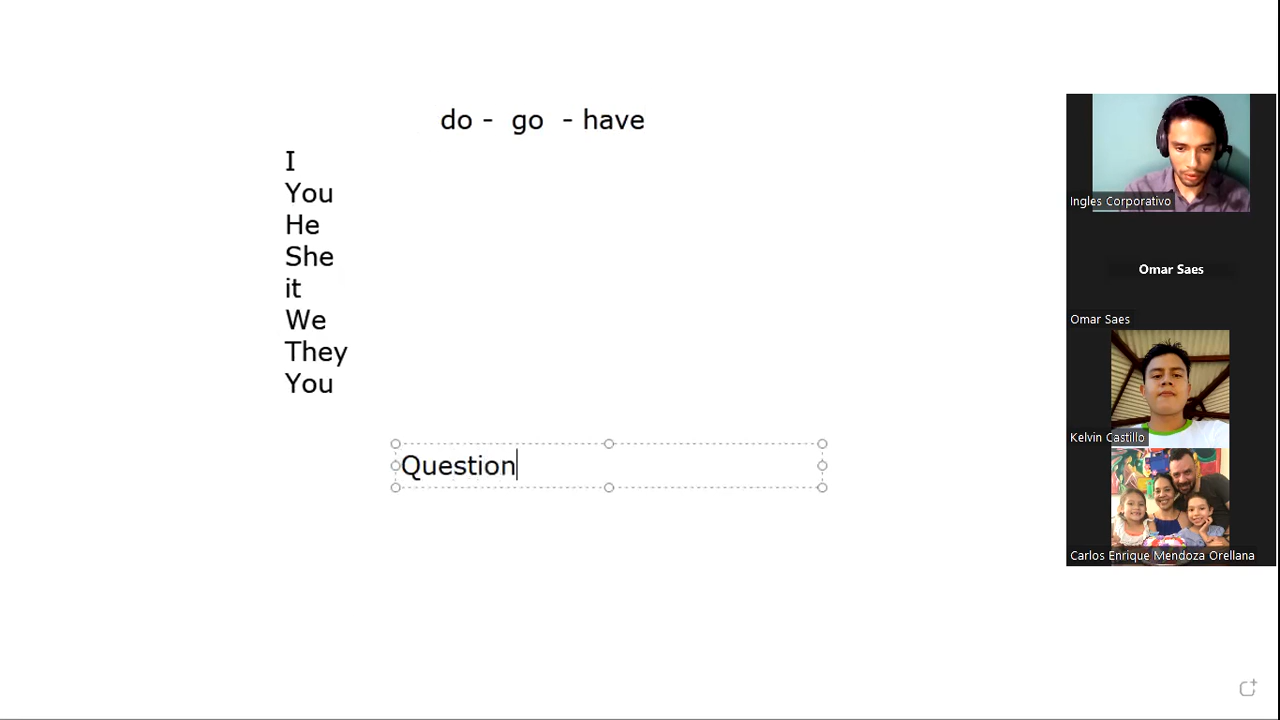 do - go - have
I
You
He
She
it
We
They
You
Question
Ingles Corporativo
Omar Saes
Omar Saes
Kelvin Castillo
Carlos Enrique Mendoza Orellana